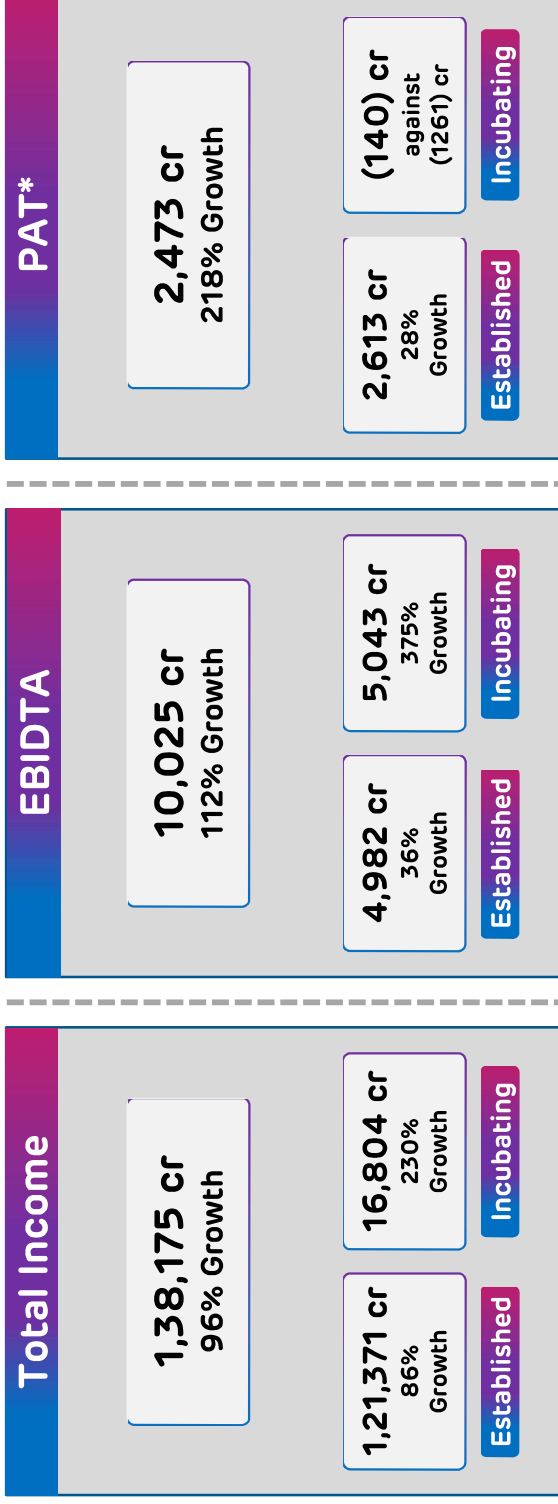 Total Income
1,38,175 cr
96% Growth
1,21,371 cr
86%
Growth
Established
16,804 cr
230%
Growth
Incubating
EBIDTA
10,025 cr
112% Growth
4,982 cr
36%
Growth
Established
5,043 cr
375%
Growth
Incubating
PAT*
2,473 cr
218% Growth
2,613 cr
28%
Growth
Established
(140) cr
against
(1261) cr
Incubating